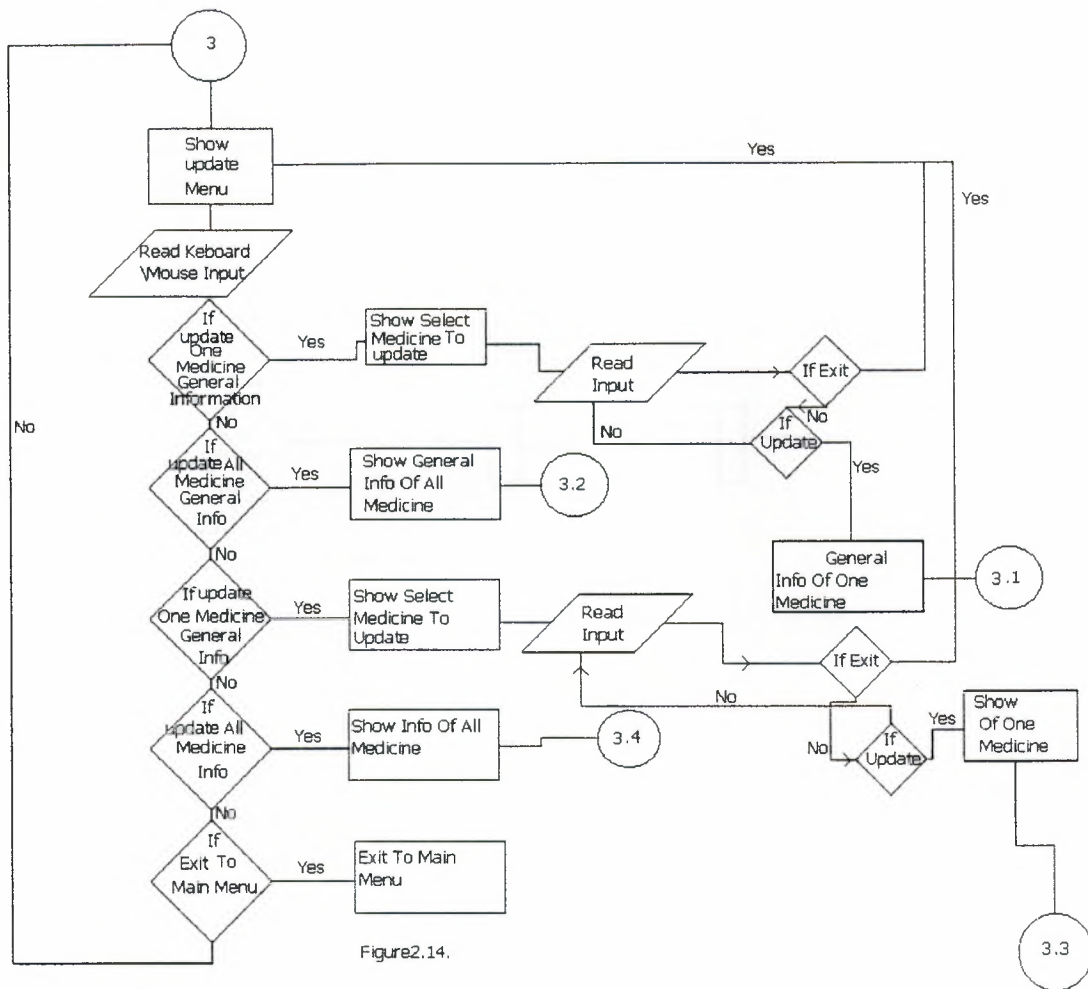 3
Show
update
Menu
Yes
Yes
Read Keboard
\Mouse Input
If
update
One
Medicine
General
Information
Yes
Show Select
Medicine To
update
Read
Input
If Exit
No
If
Update
No
Yes
No
No
If
update All
Medicine
General
Info
Yes
Show General
Info Of All
Medicine
3.2
General
Info Of One
Medicine
3.1
No
If update
One Medicine
General
Info
Yes
Show Select
Medicine To
Update
Read
Input
If Exit
No
No
If
Update
Yes
Show
Of One
Medicine
No
If
update All
Medicine
Info
Yes
Show Info Of All
Medicine
3.4
No
If
Exit To
Main Menu
Yes
Exit To Main
Menu
3.3
Figure2.14.